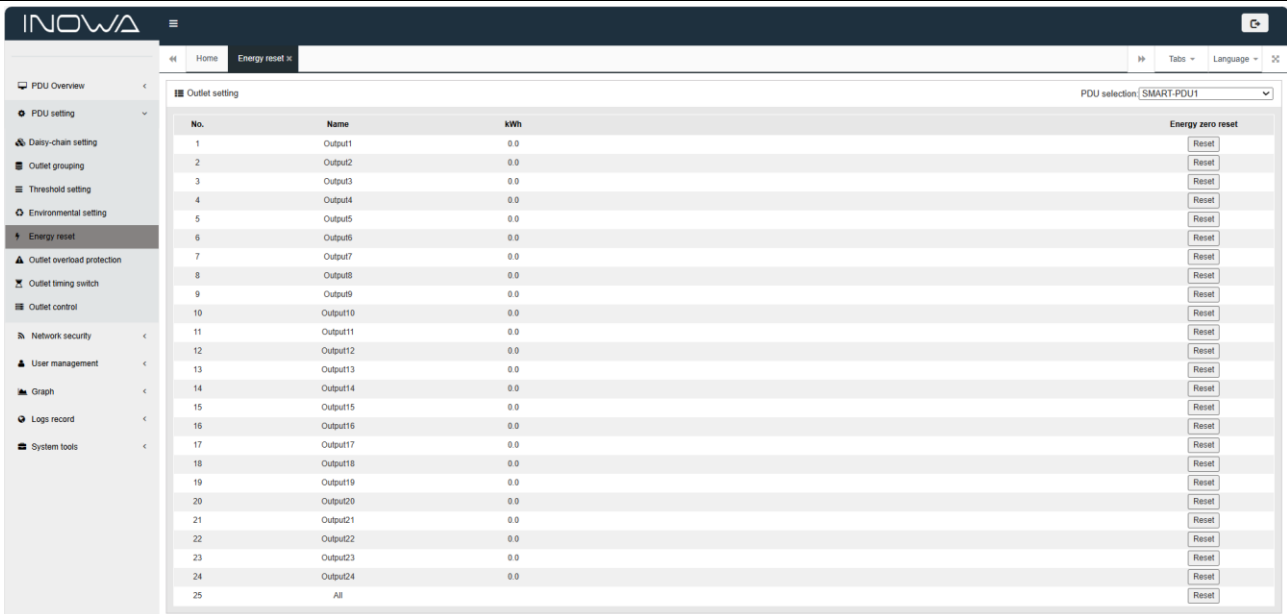 INOWA
Home Energy reset Tabs Language
PDU Overview
PDU setting
Daisy-chain setting
Outlet grouping
Threshold setting
Environmental setting
Energy reset
Outlet overload protection
Outlet timing switch
Outlet control
Network security
User management
Graph
Logs record
System tools
Outlet setting PDU selection: SMART-PDU1
No. Name kWh Energy zero reset
1 Output1 0.0 Reset
2 Output2 0.0 Reset
3 Output3 0.0 Reset
4 Output4 0.0 Reset
5 Output5 0.0 Reset
6 Output6 0.0 Reset
7 Output7 0.0 Reset
8 Output8 0.0 Reset
9 Output9 0.0 Reset
10 Output10 0.0 Reset
11 Output11 0.0 Reset
12 Output12 0.0 Reset
13 Output13 0.0 Reset
14 Output14 0.0 Reset
15 Output15 0.0 Reset
16 Output16 0.0 Reset
17 Output17 0.0 Reset
18 Output18 0.0 Reset
19 Output19 0.0 Reset
20 Output20 0.0 Reset
21 Output21 0.0 Reset
22 Output22 0.0 Reset
23 Output23 0.0 Reset
24 Output24 0.0 Reset
25 All Reset